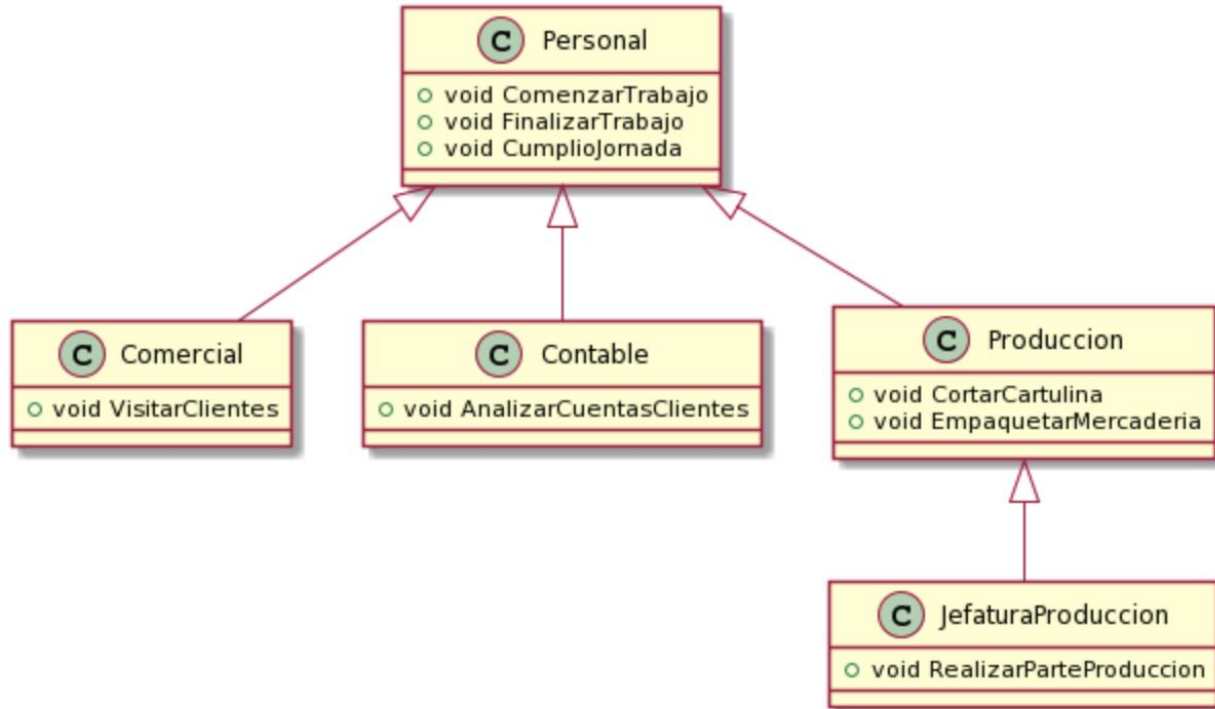 C Personal
void ComenzarTrabajo
void FinalizarTrabajo
void CumplioJornada
C Comercial
void VisitarClientes
C Contable
void AnalizarCuentasClientes
C Produccion
void CortarCartulina
void EmpaquetarMercaderia
C JefaturaProduccion
void RealizarParteProduccion